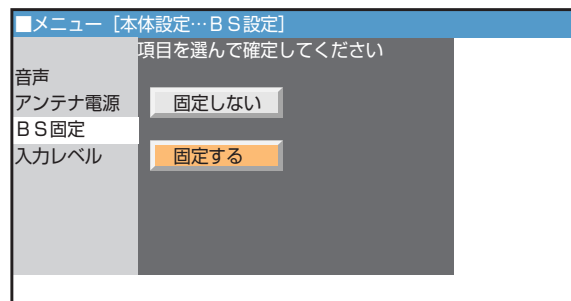 ■メニュー［本体設定…ＢＳ設定］
項目を選んで確定してください
音声
アンテナ電源
固定しない
ＢＳ固定
入力レベル
固定する